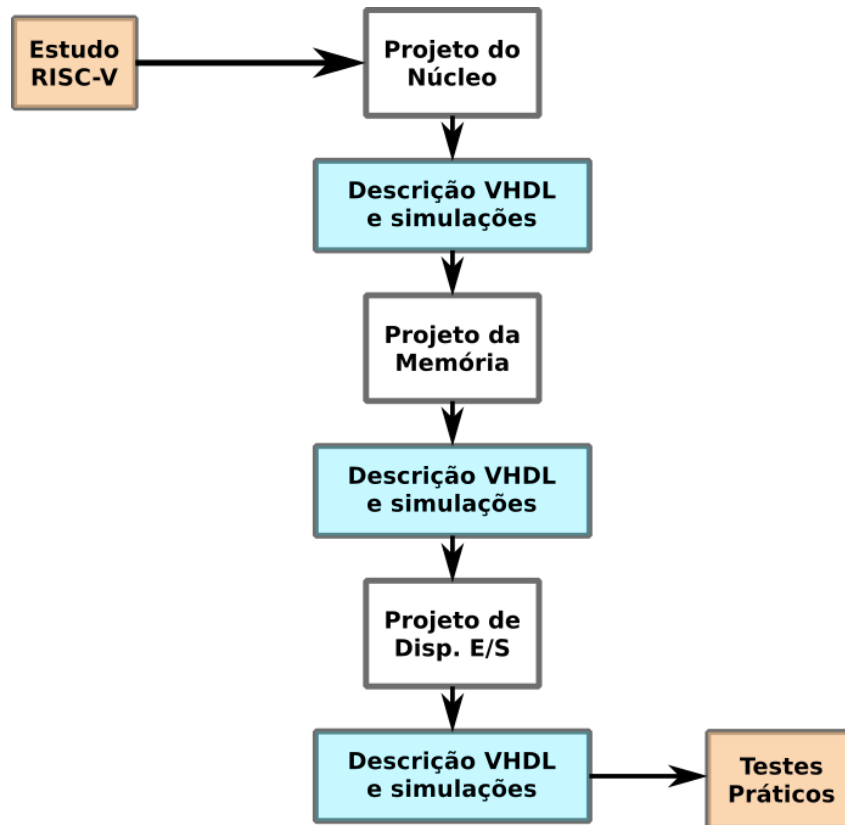 Estudo
RISC-V
Projeto do
Núcleo
Descrição VHDL
e simulações
Projeto da
Memória
Descrição VHDL
e simulações
Projeto de
Disp. E/S
Descrição VHDL
e simulações
Testes
Práticos